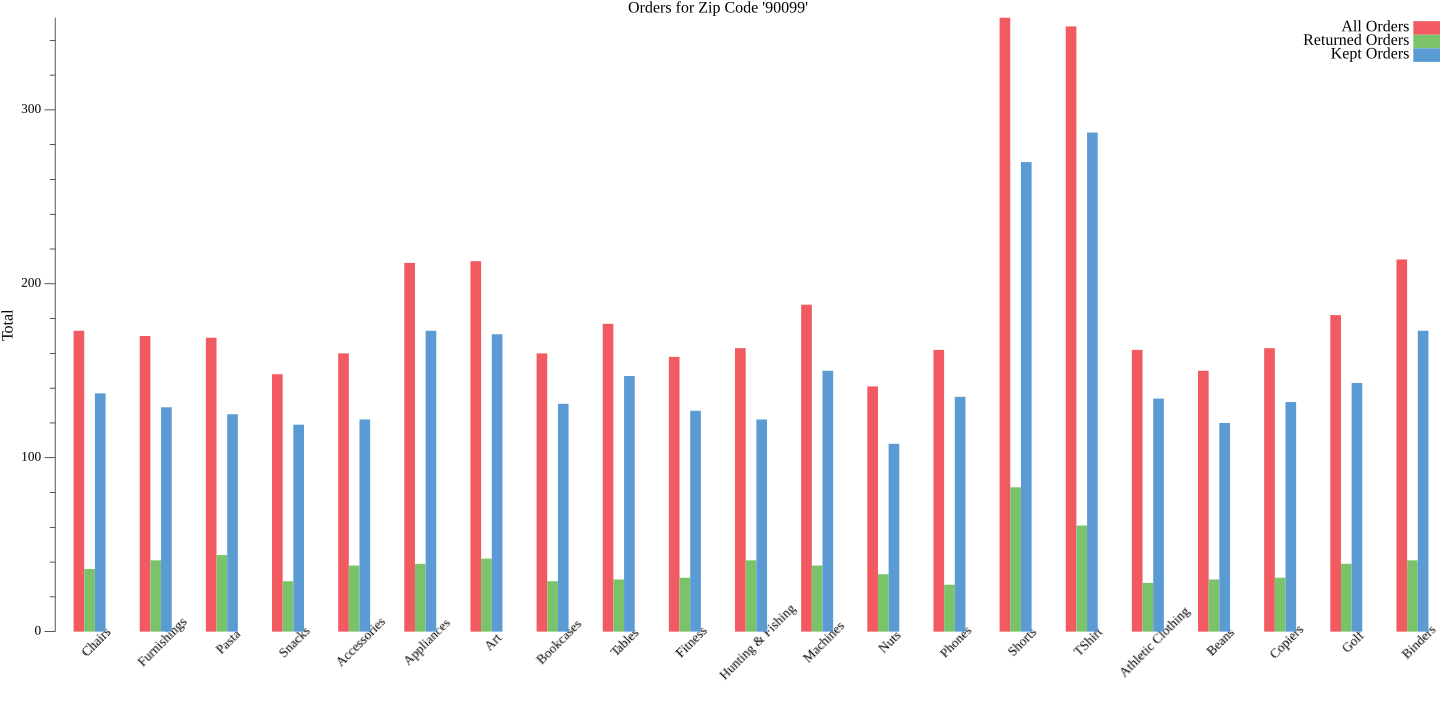 Orders for Zip Code '90099'
All Orders
Returned Orders
Kept Orders
Total
300
200
100
0
Chairs
Furnishings
Pasta
Snacks
Accessories
Appliances
Art
Bookcases
Tables
Fitness
Hunting & Fishing
Machines
Nuts
Phones
Shorts
TShirt
Athletic Clothing
Beans
Copiers
Golf
Binders